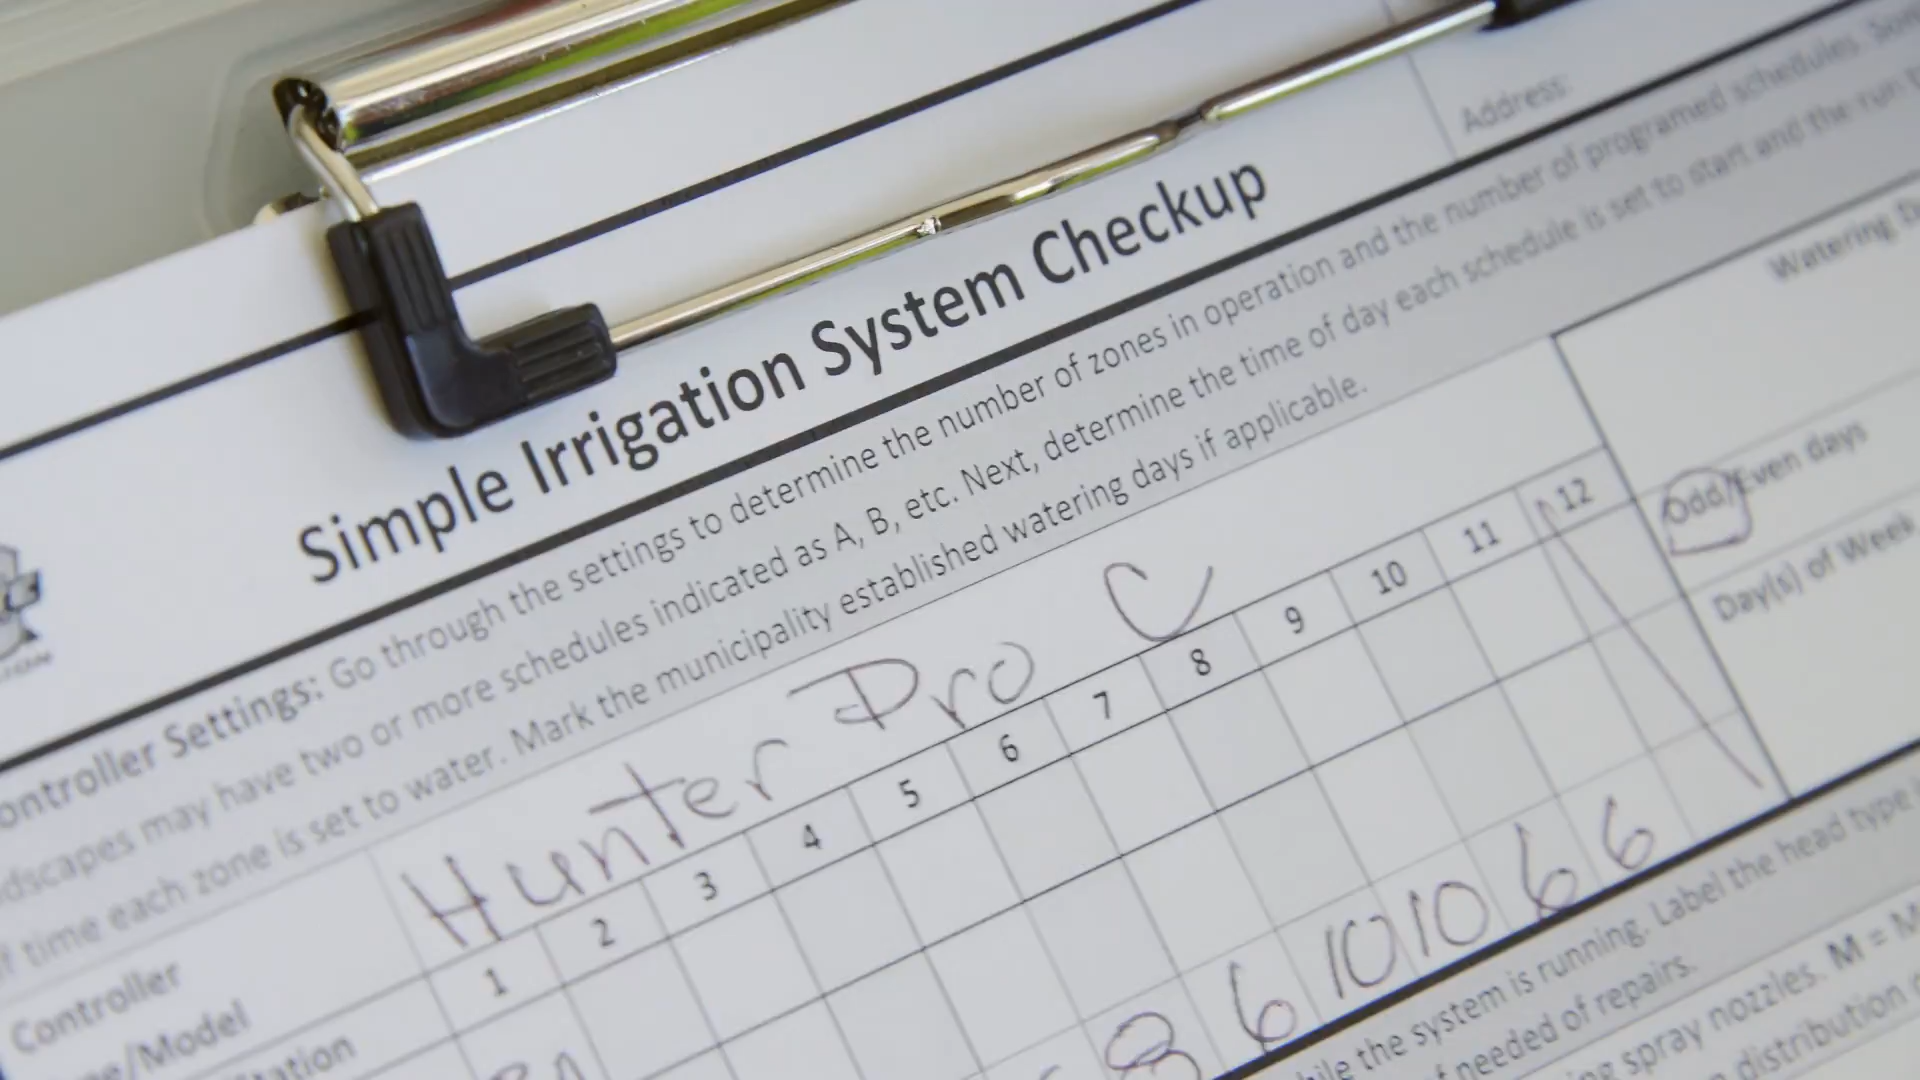 Address:
Simple Irrigation System Checkup
ontroller Settings: Go through the settings to determine the number of zones in operation and the number of programed schedules. Som
ndscapes may have two or more schedules indicated as A, B, etc. Next, determine the time of day each schedule is set to start and the run t
f time each zone is set to water. Mark the municipality established watering days if applicable.
Watering D
Controller
me/Model
Hunter Pro C
Odd/Even days
Day(s) of Week
tation
1 2 3 4 5 6 7 8 9 10 11 12
8 6 10 10 6 6
hile the system is running. Label the head type
f needed of repairs.
ng spray nozzles. M = M
n distribution